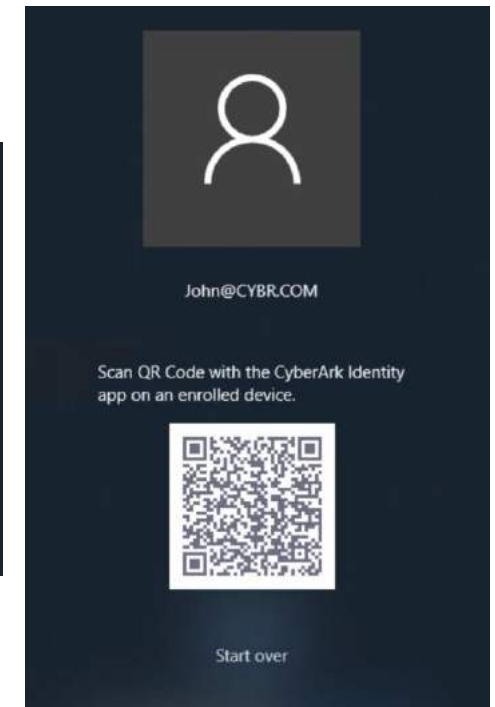 John@CYBR.COM
Scan QR Code with the CyberArk Identity
app on an enrolled device.
Start over